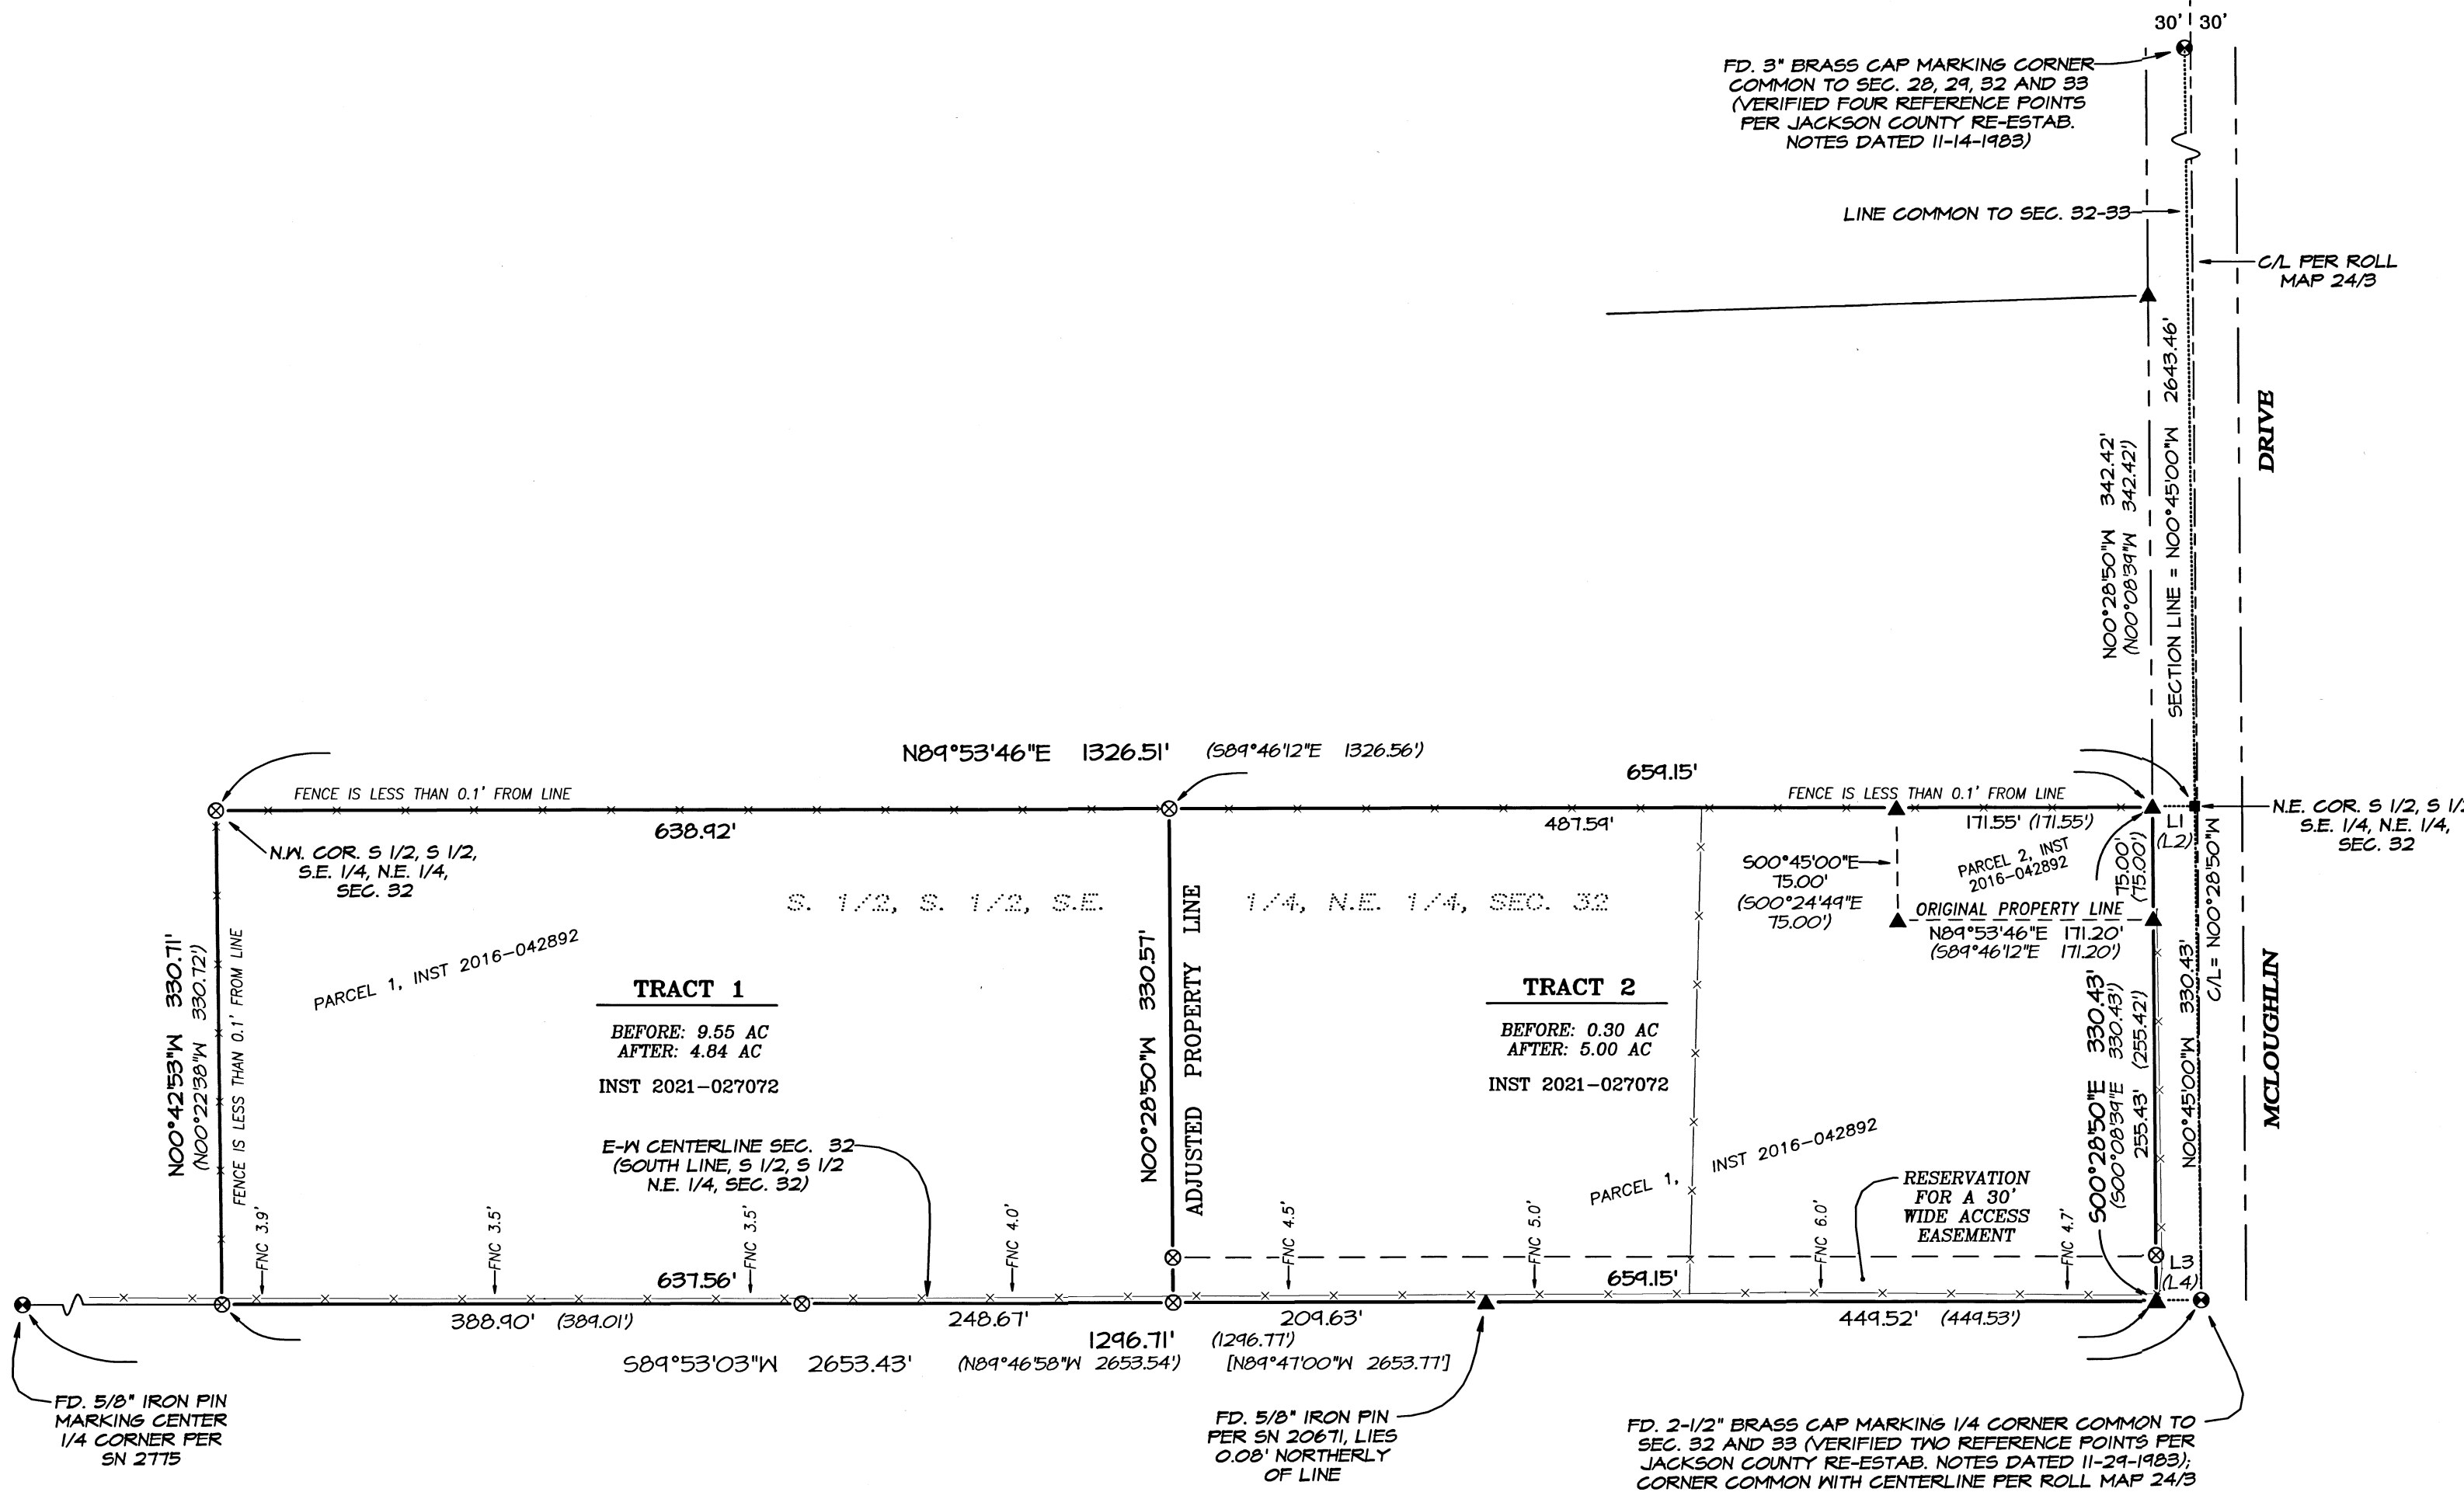 30' 30'
FD. 3" BRASS CAP MARKING CORNER
COMMON TO SEC. 28, 29, 32 AND 33
(VERIFIED FOUR REFERENCE POINTS
PER JACKSON COUNTY RE-ESTAB.
NOTES DATED 11-14-1983)
LINE COMMON TO SEC. 32-33
C/L PER ROLL
MAP 24/3
DRIVE
N00°28'50"W 342.42'
(N00°08'39"W 342.42')
SECTION LINE = N00°45'00"W 2643.46'
N89°53'46"E 1326.51' (S89°46'12"E 1326.56')
659.15'
FENCE IS LESS THAN 0.1' FROM LINE
FENCE IS LESS THAN 0.1' FROM LINE
638.92'
487.59'
171.55' (171.55')
L1
(L2)
N.E. COR. S 1/2, S 1/2
S.E. 1/4, N.E. 1/4,
SEC. 32
N.W. COR. S 1/2, S 1/2,
S.E. 1/4, N.E. 1/4,
SEC. 32
S00°45'00"E
75.00'
(S00°24'49"E
75.00')
PARCEL 2, INST
2016-042892
75.00'
(75.00')
C/L= N00°28'50"W
S. 1/2, S. 1/2, S.E. 1/4, N.E. 1/4, SEC. 32
ORIGINAL PROPERTY LINE
N89°53'46"E 171.20'
(S89°46'12"E 171.20')
N00°42'53"W 330.71'
(N00°22'38"W 330.72')
FENCE IS LESS THAN 0.1' FROM LINE
PARCEL 1, INST 2016-042892
TRACT 1
BEFORE: 9.55 AC
AFTER: 4.84 AC
INST 2021-027072
N00°28'50"W 330.57'
ADJUSTED PROPERTY LINE
TRACT 2
BEFORE: 0.30 AC
AFTER: 5.00 AC
INST 2021-027072
S00°28'50"E 330.43'
(S00°08'39"E 330.43')
255.43' (255.42')
N00°45'00"W 330.43'
MCLOUGHLIN
E-W CENTERLINE SEC. 32
(SOUTH LINE, S 1/2, S 1/2
N.E. 1/4, SEC. 32)
PARCEL 1, INST 2016-042892
RESERVATION
FOR A 30'
WIDE ACCESS
EASEMENT
FNC 3.9'
FNC 3.5'
FNC 3.5'
FNC 4.0'
FNC 4.5'
FNC 5.0'
FNC 6.0'
FNC 4.7'
L3
(L4)
637.56'
659.15'
388.90' (389.01')
248.67'
209.63'
449.52' (449.53')
1296.71' (1296.77')
S89°53'03"W 2653.43' (N89°46'58"W 2653.54') [N89°47'00"W 2653.77']
FD. 5/8" IRON PIN
MARKING CENTER
1/4 CORNER PER
SN 2775
FD. 5/8" IRON PIN
PER SN 20671, LIES
0.08' NORTHERLY
OF LINE
FD. 2-1/2" BRASS CAP MARKING 1/4 CORNER COMMON TO
SEC. 32 AND 33 (VERIFIED TWO REFERENCE POINTS PER
JACKSON COUNTY RE-ESTAB. NOTES DATED 11-29-1983);
CORNER COMMON WITH CENTERLINE PER ROLL MAP 24/3